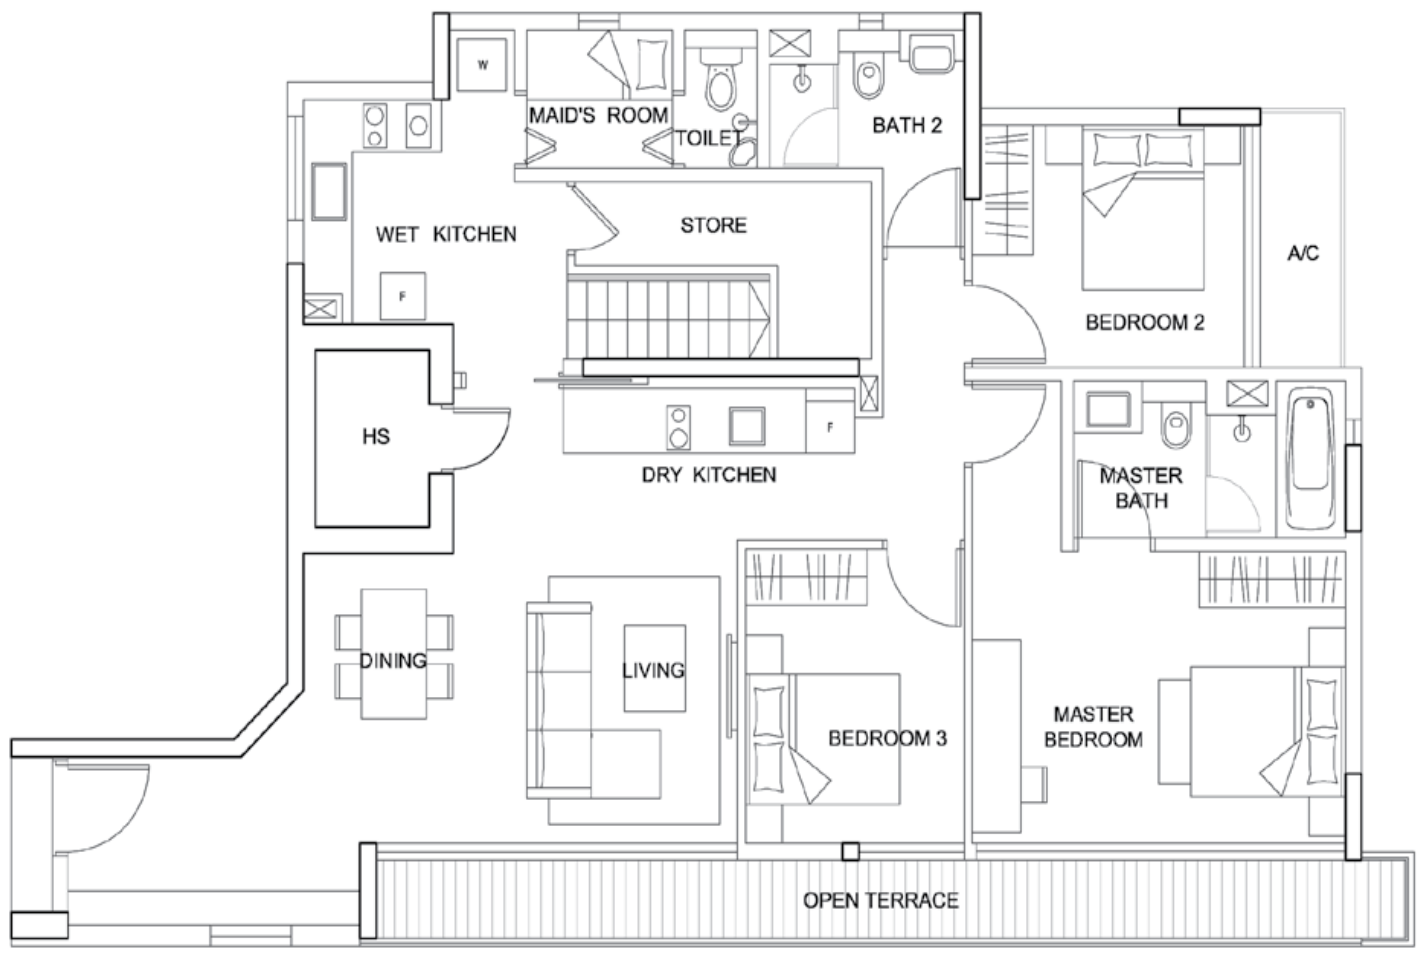 W
MAID'S ROOM
TOILET
BATH 2
WET KITCHEN
STORE
A/C
F
BEDROOM 2
HS
F
DRY KITCHEN
MASTER
BATH
DINING
LIVING
BEDROOM 3
MASTER
BEDROOM
OPEN TERRACE